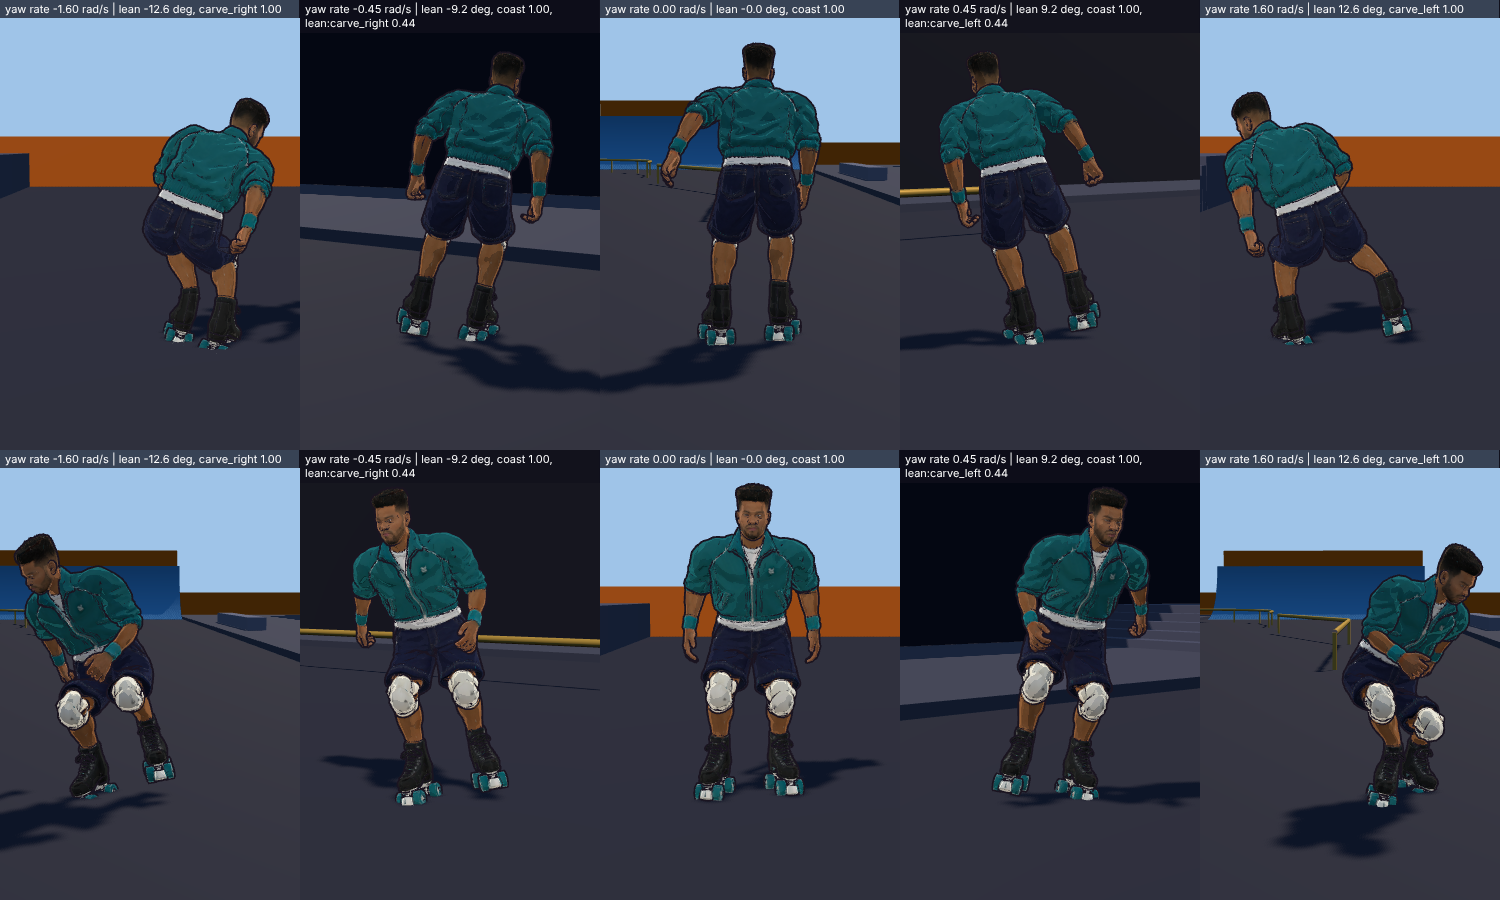 yaw rate -1.60 rad/s | lean -12.6 deg, carve_right 1.00
yaw rate -0.45 rad/s | lean -9.2 deg, coast 1.00,
lean:carve_right 0.44
yaw rate 0.00 rad/s | lean -0.0 deg, coast 1.00
yaw rate 0.45 rad/s | lean 9.2 deg, coast 1.00,
lean:carve_left 0.44
yaw rate 1.60 rad/s | lean 12.6 deg, carve_left 1.00
yaw rate -1.60 rad/s | lean -12.6 deg, carve_right 1.00
yaw rate -0.45 rad/s | lean -9.2 deg, coast 1.00,
lean:carve_right 0.44
yaw rate 0.00 rad/s | lean -0.0 deg, coast 1.00
yaw rate 0.45 rad/s | lean 9.2 deg, coast 1.00,
lean:carve_left 0.44
yaw rate 1.60 rad/s | lean 12.6 deg, carve_left 1.00